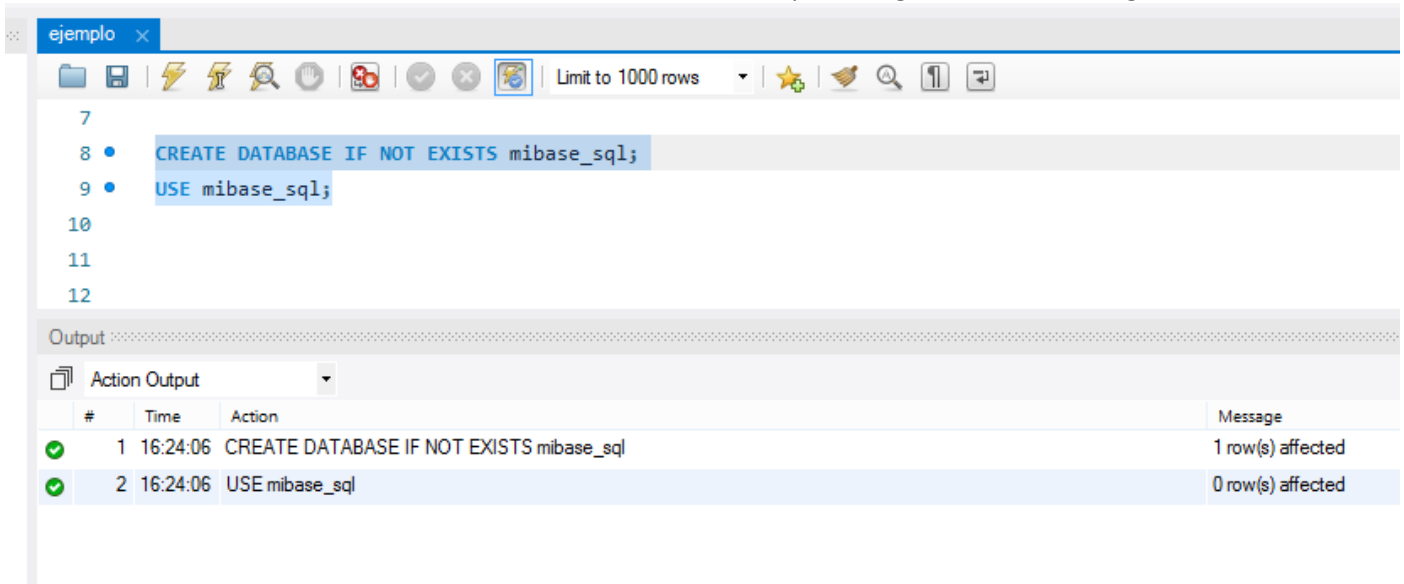 ejemplo
Limit to 1000 rows
7
8 CREATE DATABASE IF NOT EXISTS mibase_sql;
9 USE mibase_sql;
10
11
12
Output
Action Output
# Time Action Message
1 16:24:06 CREATE DATABASE IF NOT EXISTS mibase_sql 1 row(s) affected
2 16:24:06 USE mibase_sql 0 row(s) affected